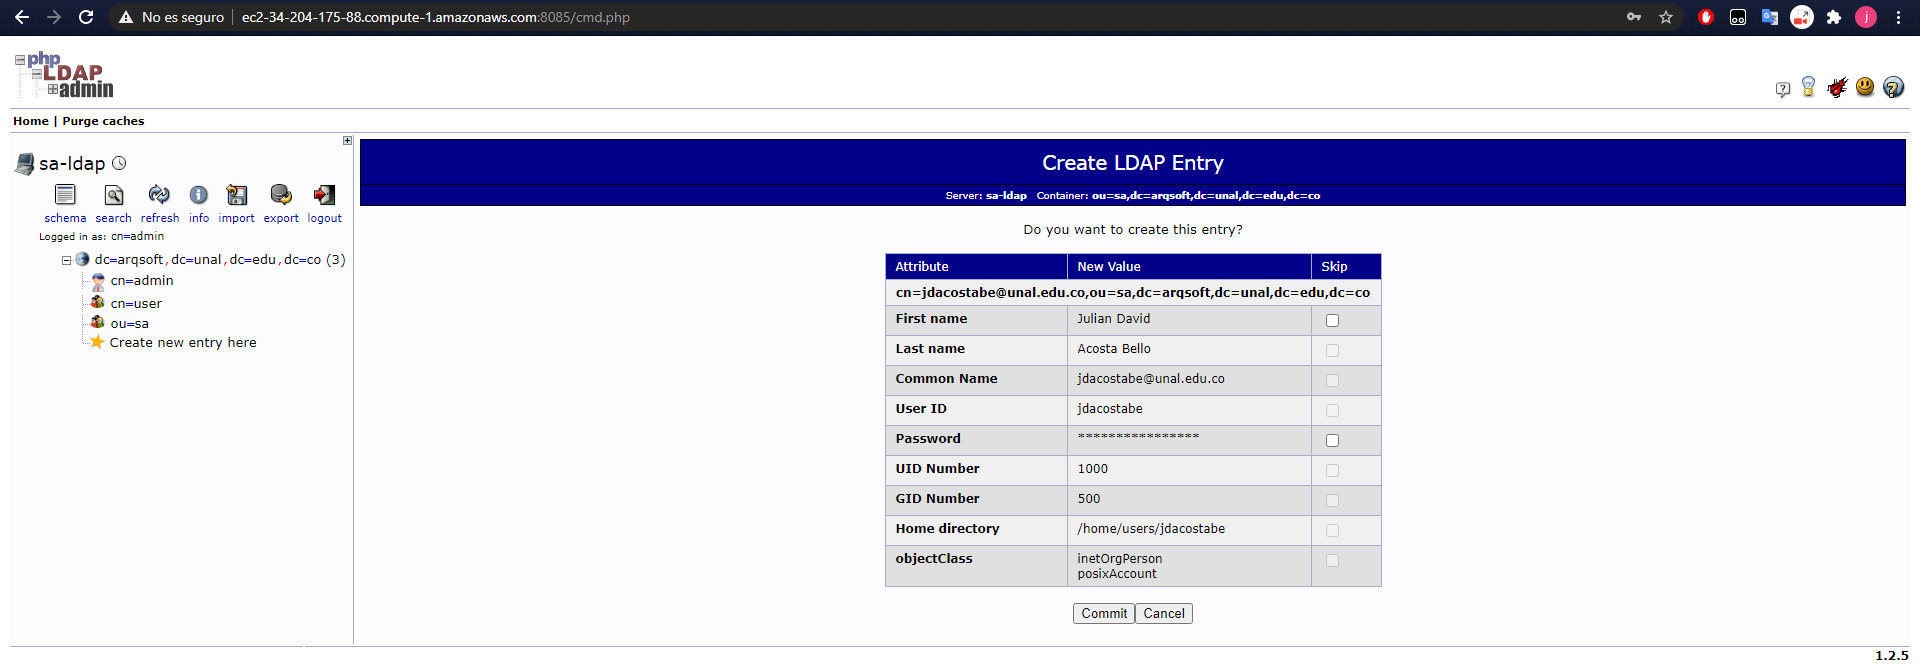 No es seguro ec2-34-204-175-88.compute-1.amazonaws.com:8085/cmd.php
j
php
LDAP
admin
Home | Purge caches
sa-ldap
schema search refresh info import export logout
Logged in as: cn=admin
dc=arqsoft,dc=unal,dc=edu,dc=co (3)
cn=admin
cn=user
ou=sa
Create new entry here
Create LDAP Entry
Server: sa-ldap Container: ou=sa,dc=arqsoft,dc=unal,dc=edu,dc=co
Do you want to create this entry?
Attribute New Value Skip
cn=jdacostabe@unal.edu.co,ou=sa,dc=arqsoft,dc=unal,dc=edu,dc=co
First name Julian David
Last name Acosta Bello
Common Name jdacostabe@unal.edu.co
User ID jdacostabe
Password ****************
UID Number 1000
GID Number 500
Home directory /home/users/jdacostabe
objectClass inetOrgPerson
posixAccount
Commit Cancel
1.2.5